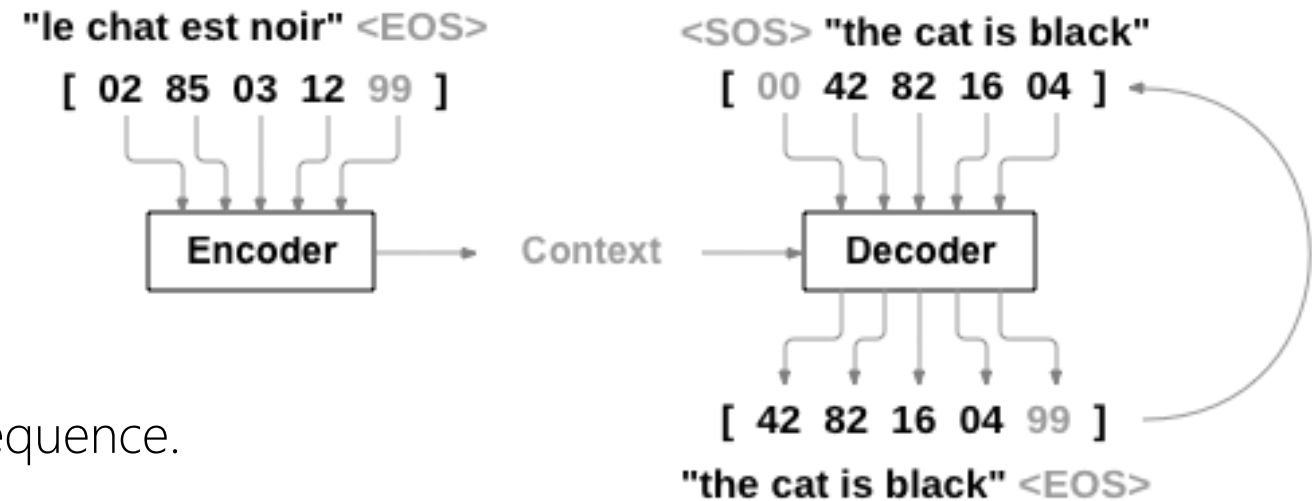 "le chat est noir" <EOS>
[ 02 85 03 12 99 ]
<SOS> "the cat is black"
[ 00 42 82 16 04 ]
Encoder
Context
Decoder
[ 42 82 16 04 99 ]
"the cat is black" <EOS>
equence.